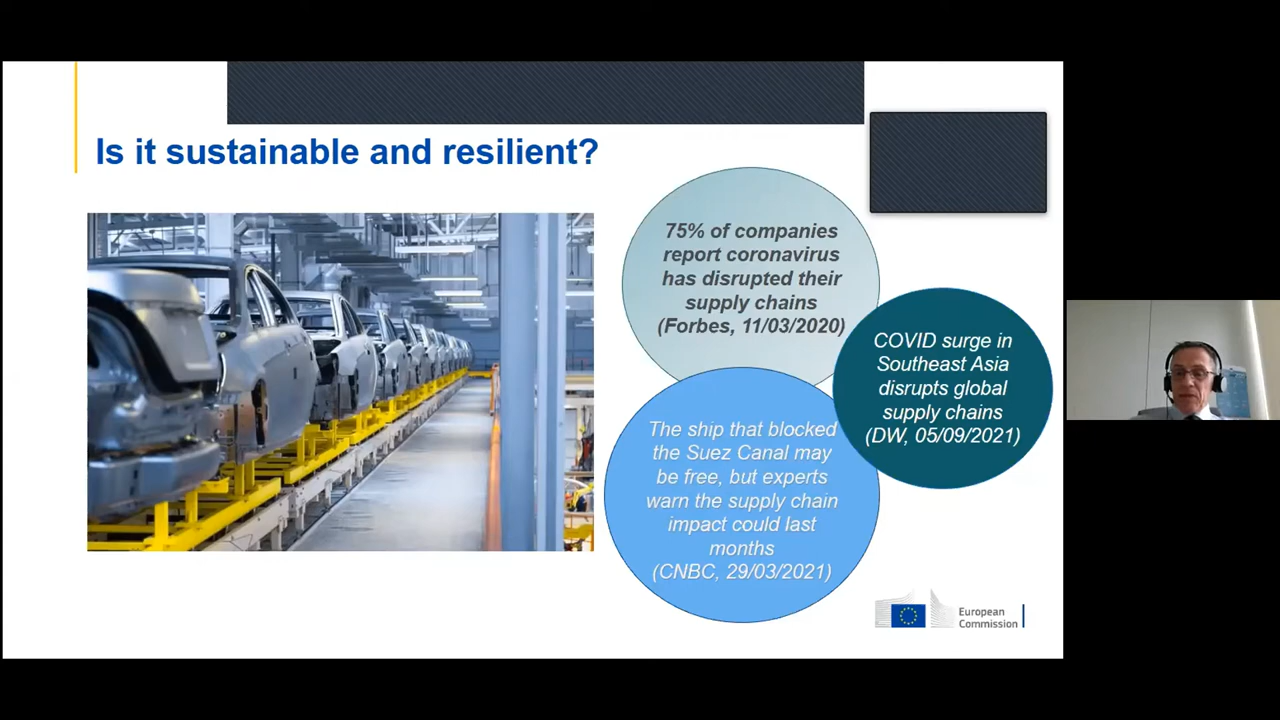 Is it sustainable and resilient?
75% of companies
report coronavirus
has disrupted their
supply chains
(Forbes, 11/03/2020)
COVID surge in
Southeast Asia
disrupts global
supply chains
(DW, 05/09/2021)
The ship that blocked
the Suez Canal may
be free, but experts
warn the supply chain
impact could last
months
(CNBC, 29/03/2021)
European
Commission